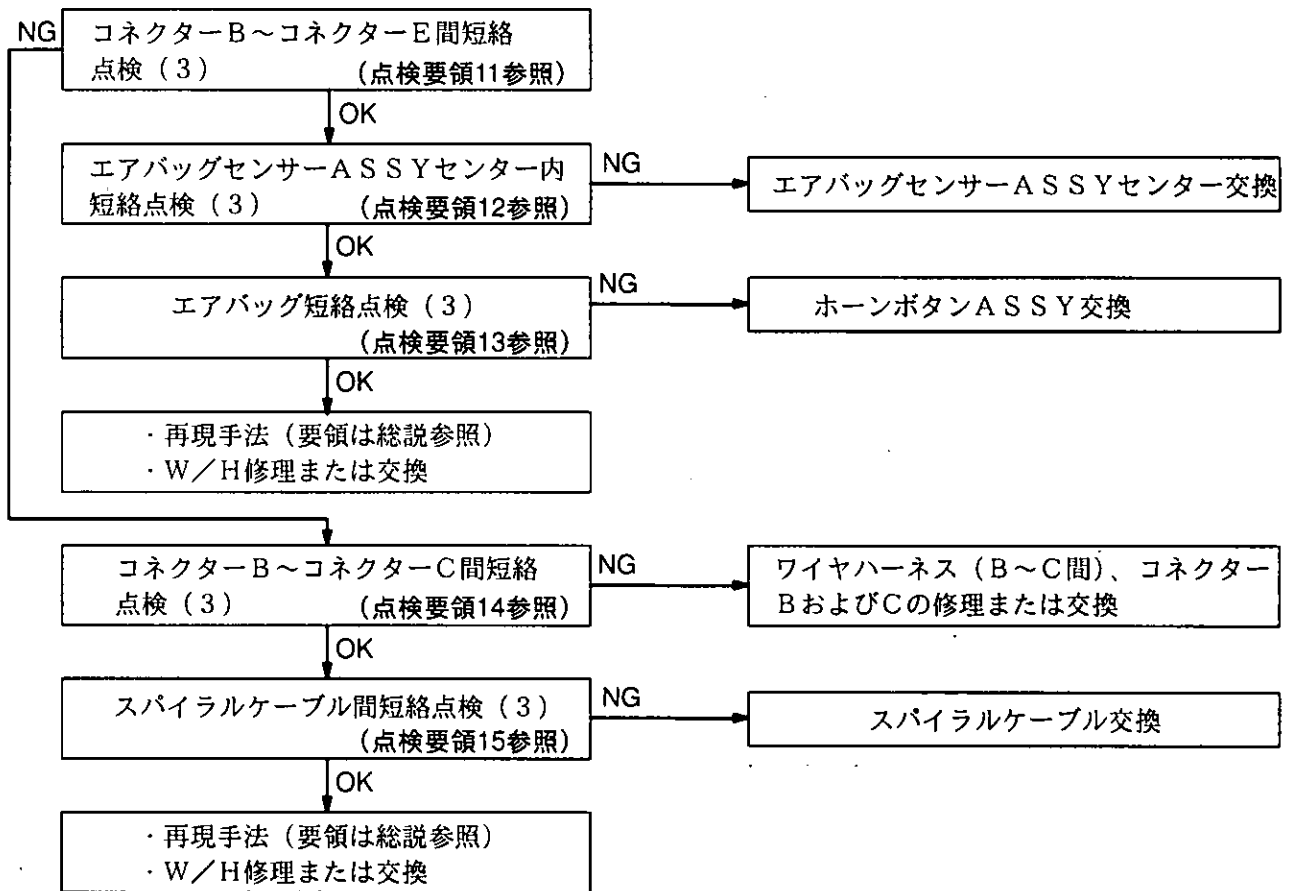 NG
コネクターB～コネクターE間短絡
点検（3）　（点検要領11参照）
OK
エアバッグセンサーASSYセンター内
短絡点検（3）　（点検要領12参照）
NG
エアバッグセンサーASSYセンター交換
OK
エアバッグ短絡点検（3）
（点検要領13参照）
NG
ホーンボタンASSY交換
OK
・再現手法（要領は総説参照）
・W／H修理または交換
コネクターB～コネクターC間短絡
点検（3）　（点検要領14参照）
NG
ワイヤハーネス（B～C間）、コネクター
BおよびCの修理または交換
OK
スパイラルケーブル間短絡点検（3）
（点検要領15参照）
NG
スパイラルケーブル交換
OK
・再現手法（要領は総説参照）
・W／H修理または交換